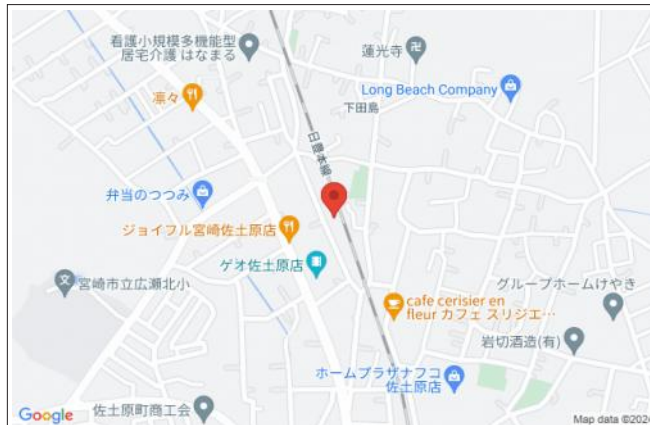 看護小規模多機能型
居宅介護 はなまる
蓮光寺
Long Beach Company
凛々
下田島
日豊本線
弁当のつつみ
ジョイフル宮崎佐土原店
ゲオ佐土原店
宮崎市立広瀬北小
グループホームけやき
cafe cerisier en
fleur カフェ スリジエ…
岩切酒造(有)
ホームプラザナフコ
佐土原店
佐土原町商工会
Google
Map data ©2024